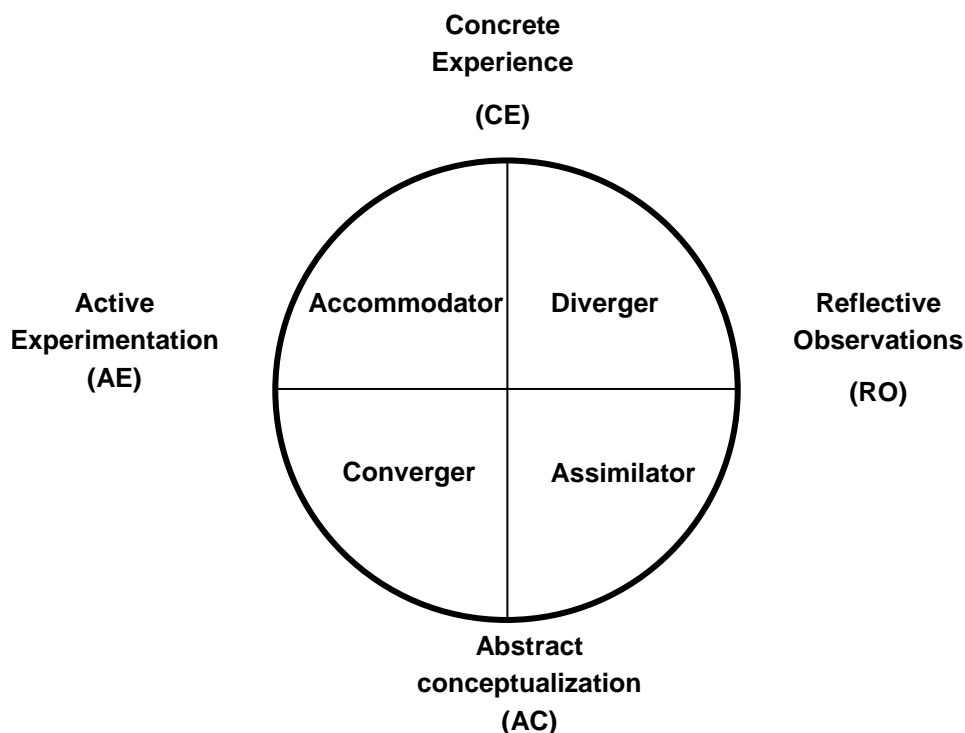 Concrete
Experience
(CE)
Active
Experimentation
(AE)
Accommodator
Diverger
Reflective
Observations
(RO)
Converger
Assimilator
Abstract
conceptualization
(AC)